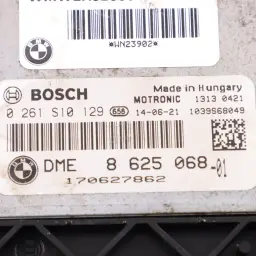 *WN23902*
BOSCH
Made in Hungary
MOTRONIC 1313 0421
0 261 S10 129 656 14-06-21 1039S68049
DME 8 625 068-01
170627862